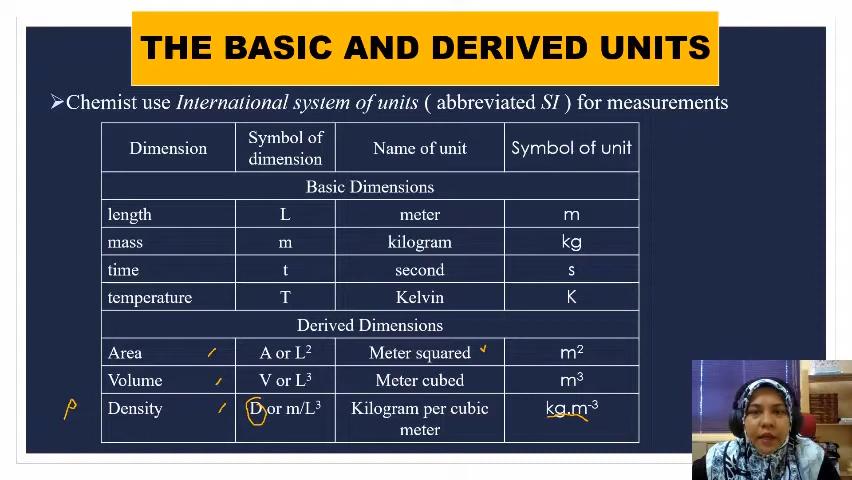 THE BASIC AND DERIVED UNITS
➢Chemist use International system of units ( abbreviated SI ) for measurements
Dimension Symbol of dimension Name of unit Symbol of unit
Basic Dimensions
length L meter m
mass m kilogram kg
time t second s
temperature T Kelvin K
Derived Dimensions
Area A or L² Meter squared m²
Volume V or L³ Meter cubed m³
ρ Density D or m/L³ Kilogram per cubic meter kg.m⁻³